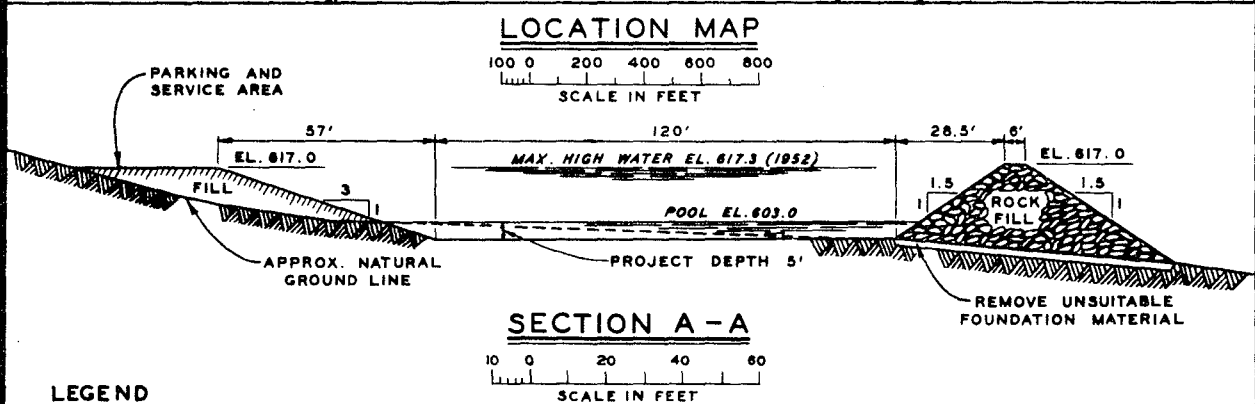 LOCATION MAP
100 0 200 400 600 800
SCALE IN FEET
PARKING AND
SERVICE AREA
57'
120'
28.5'
6'
EL. 617.0
MAX. HIGH WATER EL. 617.3 (1952)
EL. 617.0
FILL
3
1
1.5
1
ROCK
FILL
1.5
1
POOL EL. 603.0
APPROX. NATURAL
GROUND LINE
PROJECT DEPTH 5'
REMOVE UNSUITABLE
FOUNDATION MATERIAL
SECTION A-A
10 0 20 40 60
SCALE IN FEET
LEGEND